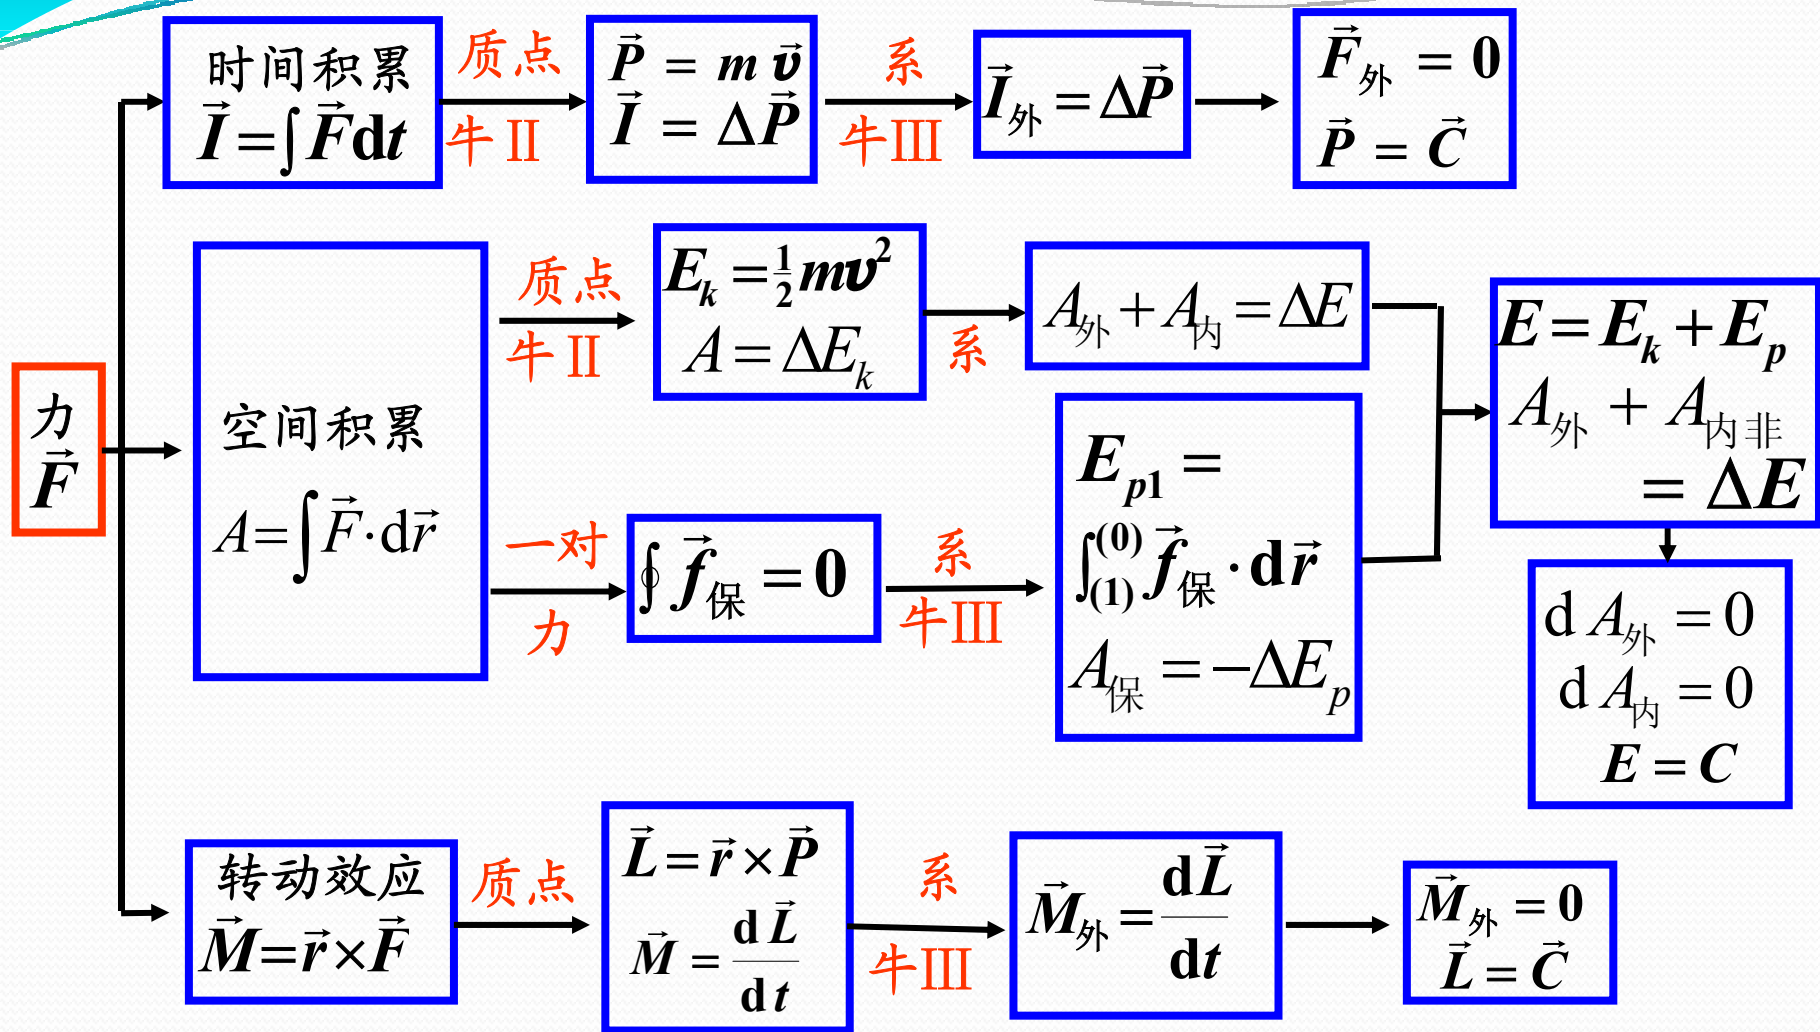 力
F⃗
时间积累
I⃗=∫F⃗dt
质点
牛Ⅱ
P⃗ = m v⃗
I⃗ = ΔP⃗
系
牛Ⅲ
I⃗外 = ΔP⃗
F⃗外 = 0
P⃗ = C⃗
空间积累
A=∫F⃗·dr⃗
质点
牛Ⅱ
Eₖ = ½mv²
A = ΔEₖ
系
A外 + A内 = ΔE
一对
力
∮ f⃗保 = 0
系
牛Ⅲ
Eₚ₁ =
∫₍₁₎⁽⁰⁾ f⃗保 · dr⃗
A保 = −ΔEₚ
E = Eₖ + Eₚ
A外 + A内非
= ΔE
d A外 = 0
d A内 = 0
E = C
转动效应
M⃗=r⃗×F⃗
质点
L⃗ = r⃗ × P⃗
M⃗ = dL⃗/dt
系
牛Ⅲ
M⃗外 = dL⃗/dt
M⃗外 = 0
L⃗ = C⃗